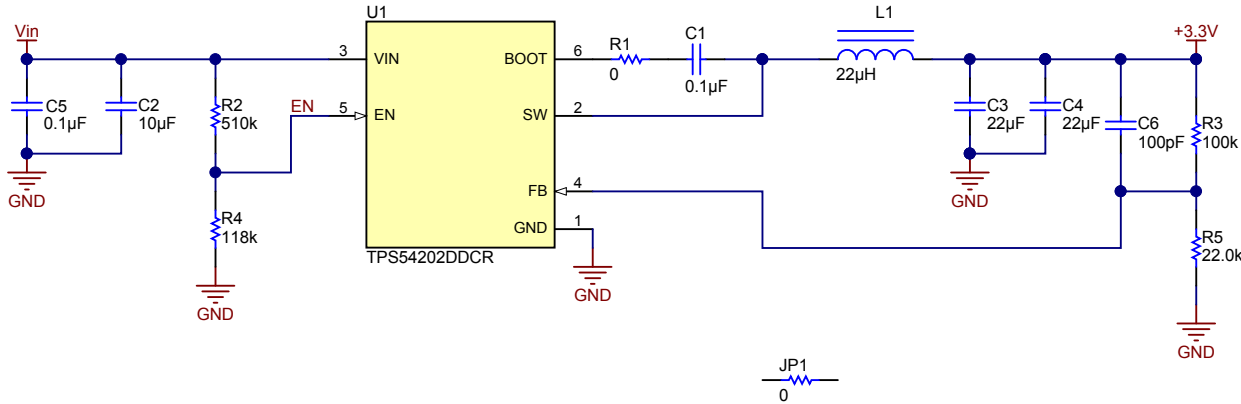 Vin
C5
0.1µF
GND
C2
10µF
R2
510k
EN
R4
118k
GND
U1
3
VIN
5
EN
BOOT
6
SW
2
FB
4
GND
1
TPS54202DDCR
GND
R1
0
C1
0.1µF
L1
22µH
C3
22µF
C4
22µF
GND
C6
100pF
+3.3V
R3
100k
R5
22.0k
GND
JP1
0